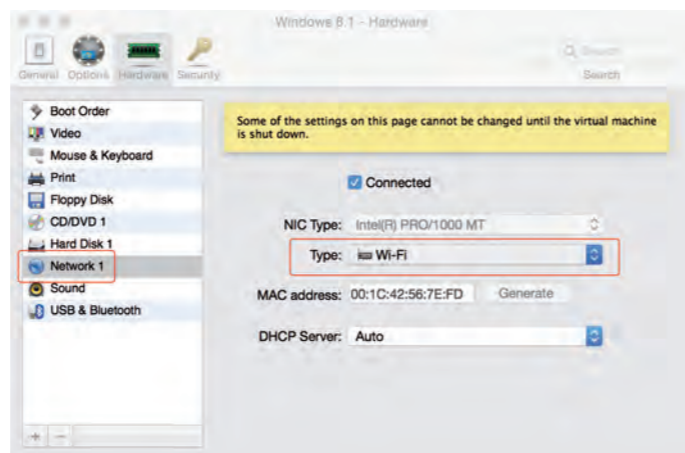 Windows 8.1 - Hardware
Search
General Options Hardware Security
Search
Boot Order
Video
Mouse & Keyboard
Print
Floppy Disk
CD/DVD 1
Hard Disk 1
Network 1
Sound
USB & Bluetooth
Some of the settings on this page cannot be changed until the virtual machine
is shut down.
Connected
NIC Type: Intel(R) PRO/1000 MT
Type: Wi-Fi
MAC address: 00:1C:42:56:7E:FD Generate
DHCP Server: Auto